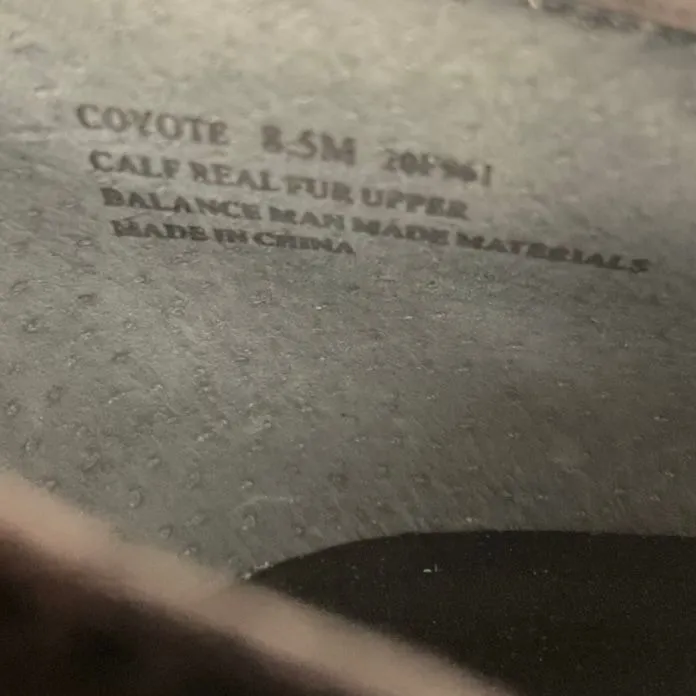 COYOTE 8.5M
CALF REAL FUR UPPER
BALANCE MAN MADE MATERIALS
MADE IN CHINA